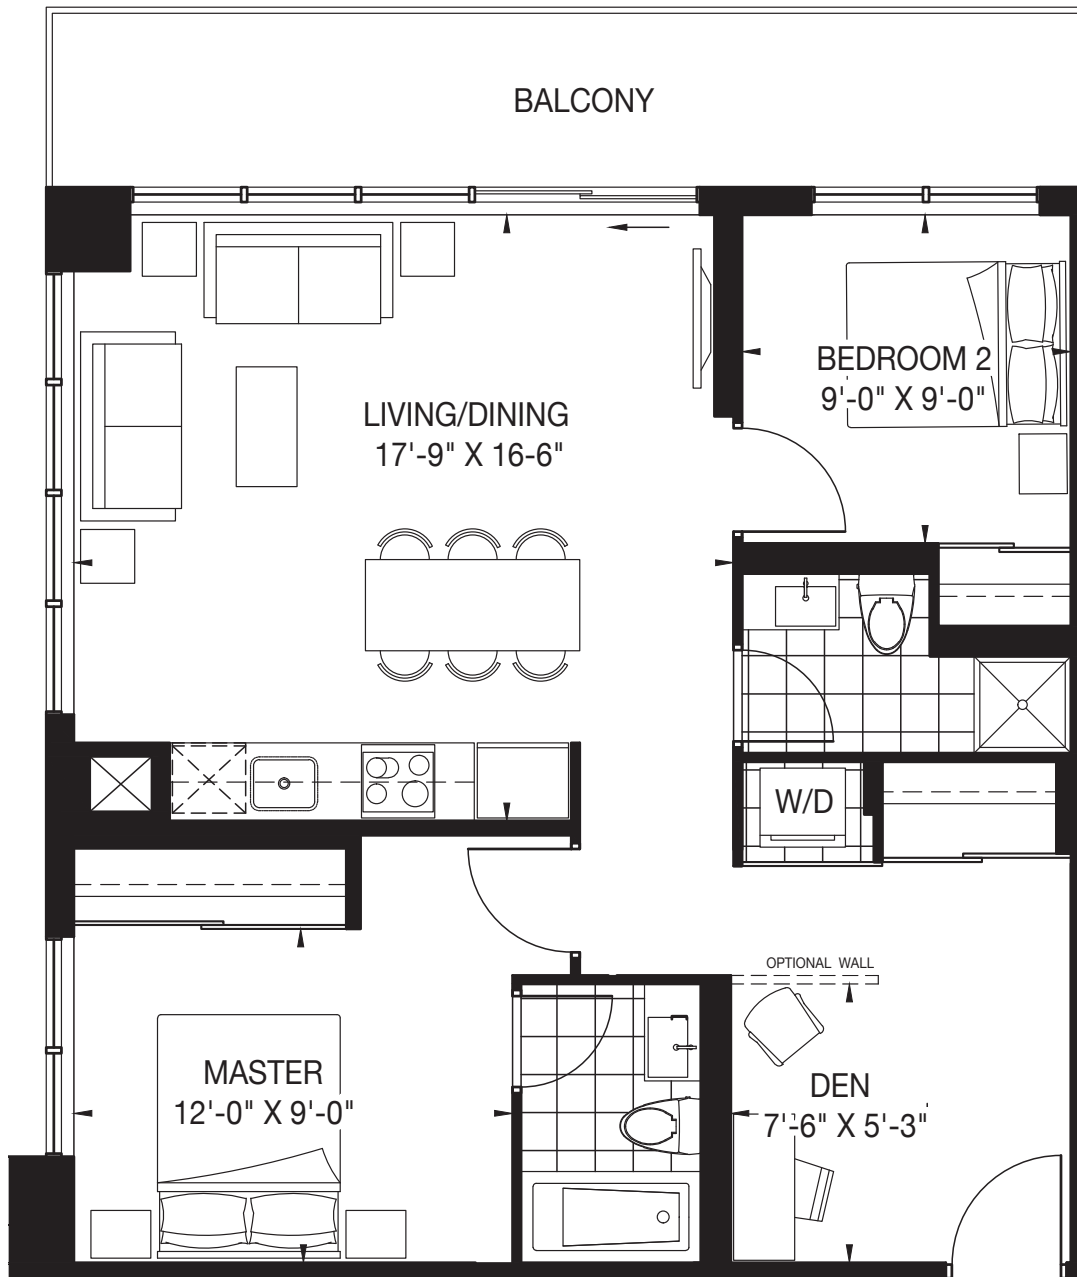 BALCONY
BEDROOM 2
9'-0" X 9'-0"
LIVING/DINING
17'-9" X 16-6"
W/D
OPTIONAL WALL
MASTER
12'-0" X 9'-0"
DEN
7'-6" X 5'-3"